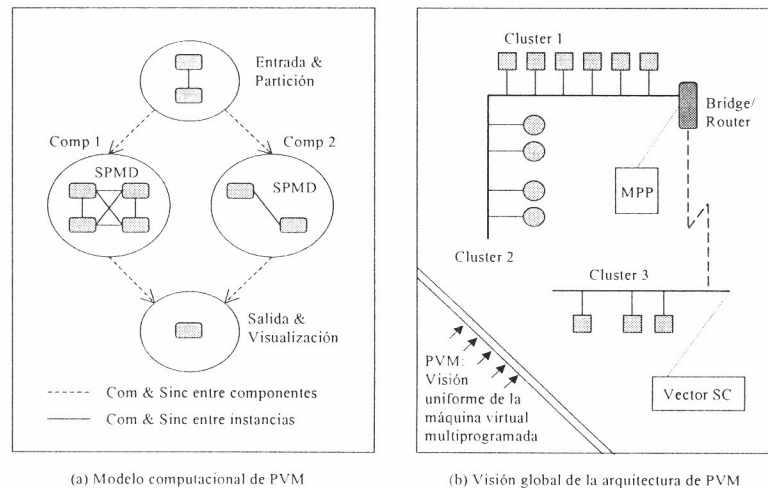 Entrada &
Partición
Comp 1
Comp 2
SPMD
SPMD
Salida &
Visualización
Com & Sinc entre componentes
Com & Sinc entre instancias
(a) Modelo computacional de PVM
Cluster 1
Bridge/
Router
MPP
Cluster 2
Cluster 3
PVM:
Visión
uniforme de la
máquina virtual
multiprogramada
Vector SC
(b) Visión global de la arquitectura de PVM